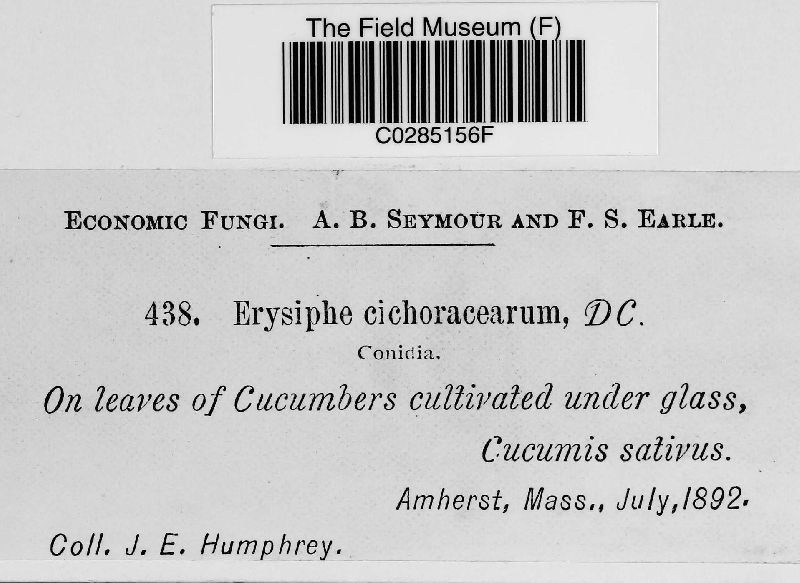 The Field Museum (F)
C0285156F
Economic Fungi. A. B. Seymour and F. S. Earle.
438. Erysiphe cichoracearum, DC.
Conidia.
On leaves of Cucumbers cultivated under glass,
Cucumis sativus.
Amherst, Mass., July, 1892.
Coll. J. E. Humphrey.